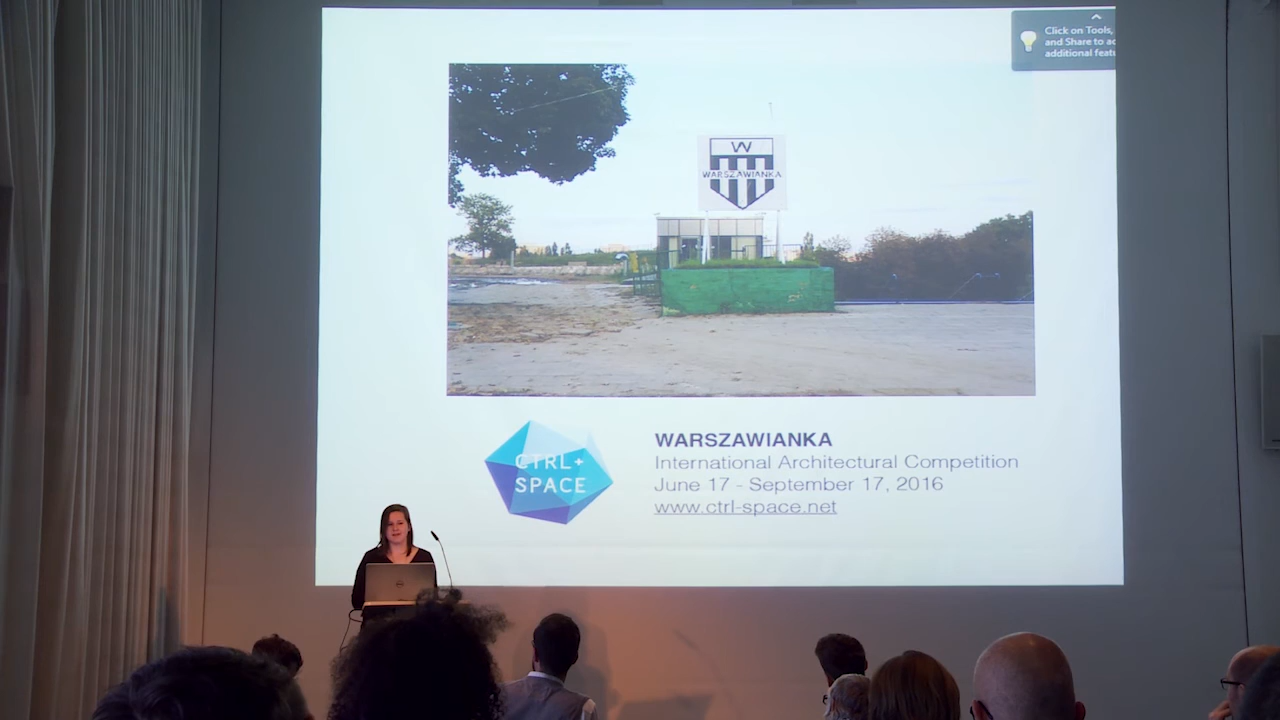 Click on Tools,
and Share to
additional
W
WARSZAWIANKA
CTRL+
SPACE
WARSZAWIANKA
International Architectural Competition
June 17 - September 17, 2016
www.ctrl-space.net